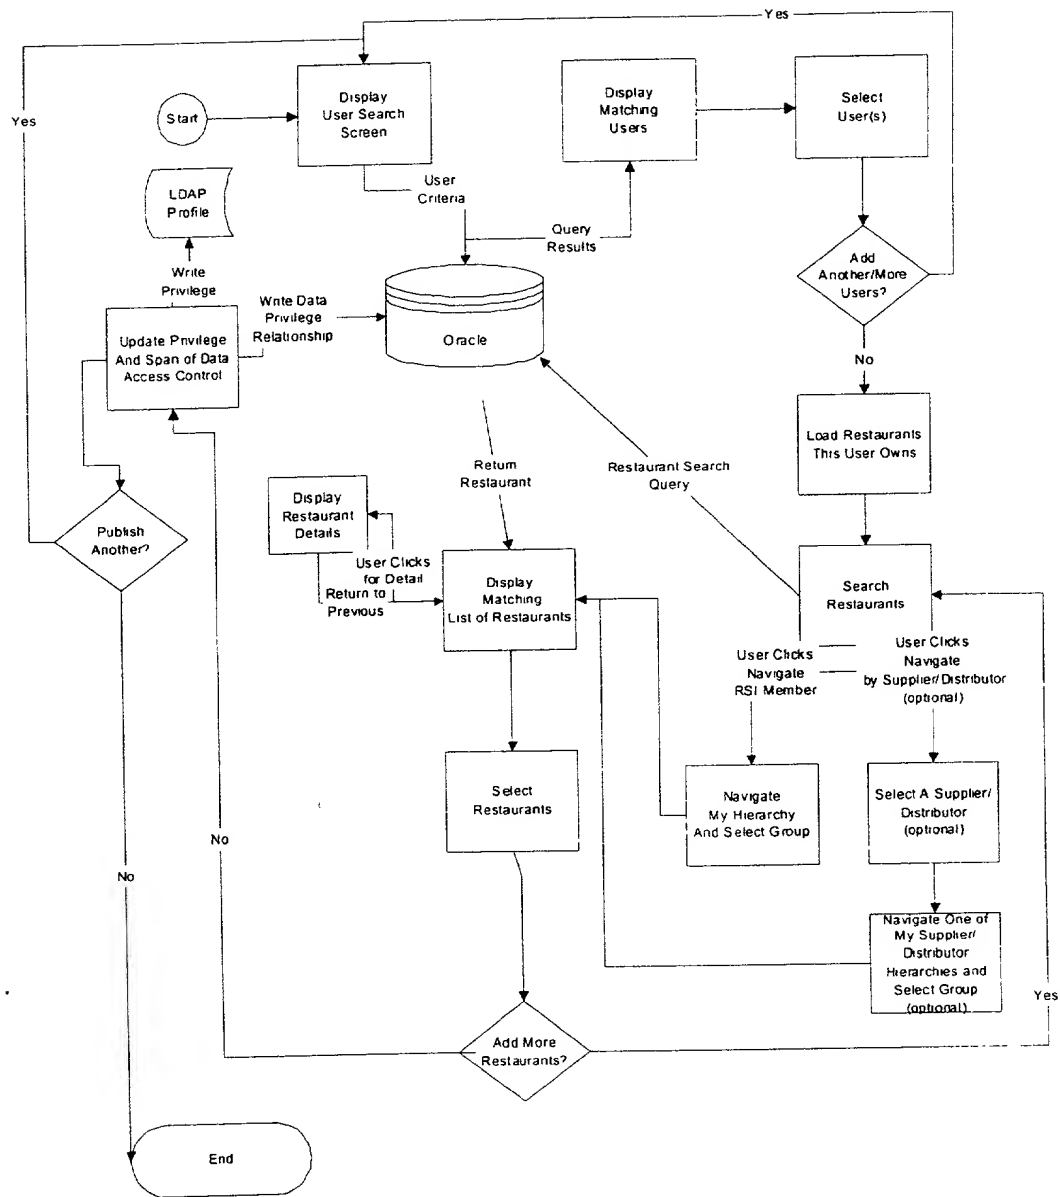 Yes
Yes
Start
Display
User Search
Screen
Display
Matching
Users
Select
User(s)
LDAP
Profile
User
Criteria
Query
Results
Write
Privilege
Write Data
Privilege
Relationship
Add
Another/More
Users?
Update Privilege
And Span of Data
Access Control
Oracle
No
Load Restaurants
This User Owns
Return
Restaurant
Restaurant Search
Query
Display
Restaurant
Details
Publish
Another?
User Clicks
for Detail
Return to
Previous
Display
Matching
List of Restaurants
Search
Restaurants
User Clicks
Navigate
RSI Member
User Clicks
Navigate
by Supplier/Distributor
(optional)
Select
Restaurants
Navigate
My Hierarchy
And Select Group
Select A Supplier/
Distributor
(optional)
No
No
Navigate One of
My Supplier/
Distributor
Hierarchies and
Select Group
(optional)
Yes
Add More
Restaurants?
End